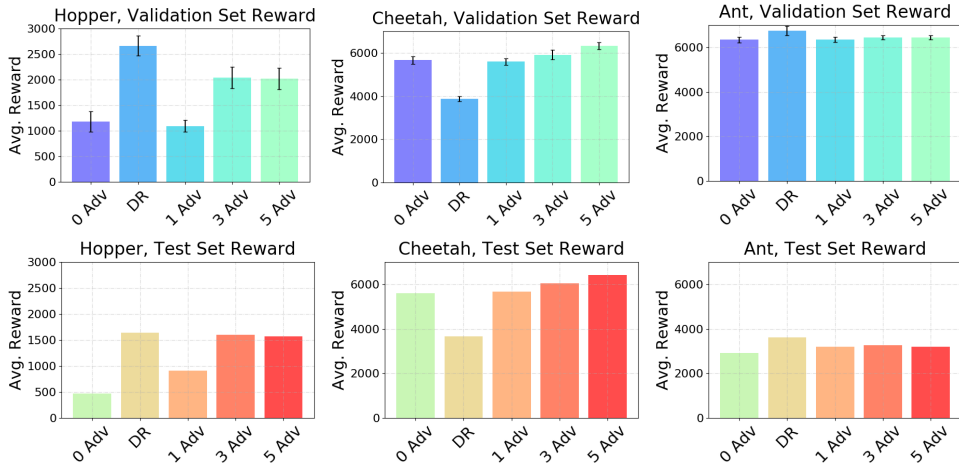 Hopper, Validation Set Reward
Avg. Reward
3000
2500
2000
1500
1000
500
0
0 Adv
DR
1 Adv
3 Adv
5 Adv
Cheetah, Validation Set Reward
Avg. Reward
6000
4000
2000
0
0 Adv
DR
1 Adv
3 Adv
5 Adv
Ant, Validation Set Reward
Avg. Reward
6000
4000
2000
0
0 Adv
DR
1 Adv
3 Adv
5 Adv
Hopper, Test Set Reward
Avg. Reward
3000
2500
2000
1500
1000
500
0
0 Adv
DR
1 Adv
3 Adv
5 Adv
Cheetah, Test Set Reward
Avg. Reward
6000
4000
2000
0
0 Adv
DR
1 Adv
3 Adv
5 Adv
Ant, Test Set Reward
Avg. Reward
6000
4000
2000
0
0 Adv
DR
1 Adv
3 Adv
5 Adv